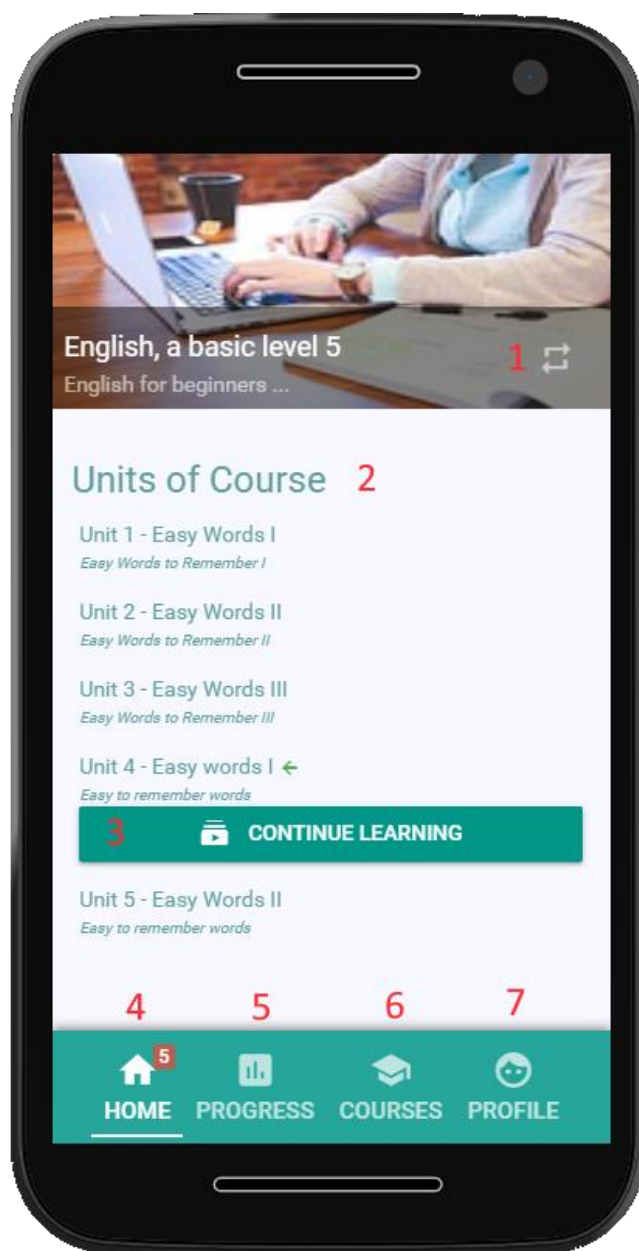 English, a basic level 5
1
English for beginners ...
Units of Course 2
Unit 1 - Easy Words I
Easy Words to Remember I
Unit 2 - Easy Words II
Easy Words to Remember II
Unit 3 - Easy Words III
Easy Words to Remember III
Unit 4 - Easy words I ←
Easy to remember words
3 CONTINUE LEARNING
Unit 5 - Easy Words II
Easy to remember words
4 5 6 7
5
HOME PROGRESS COURSES PROFILE